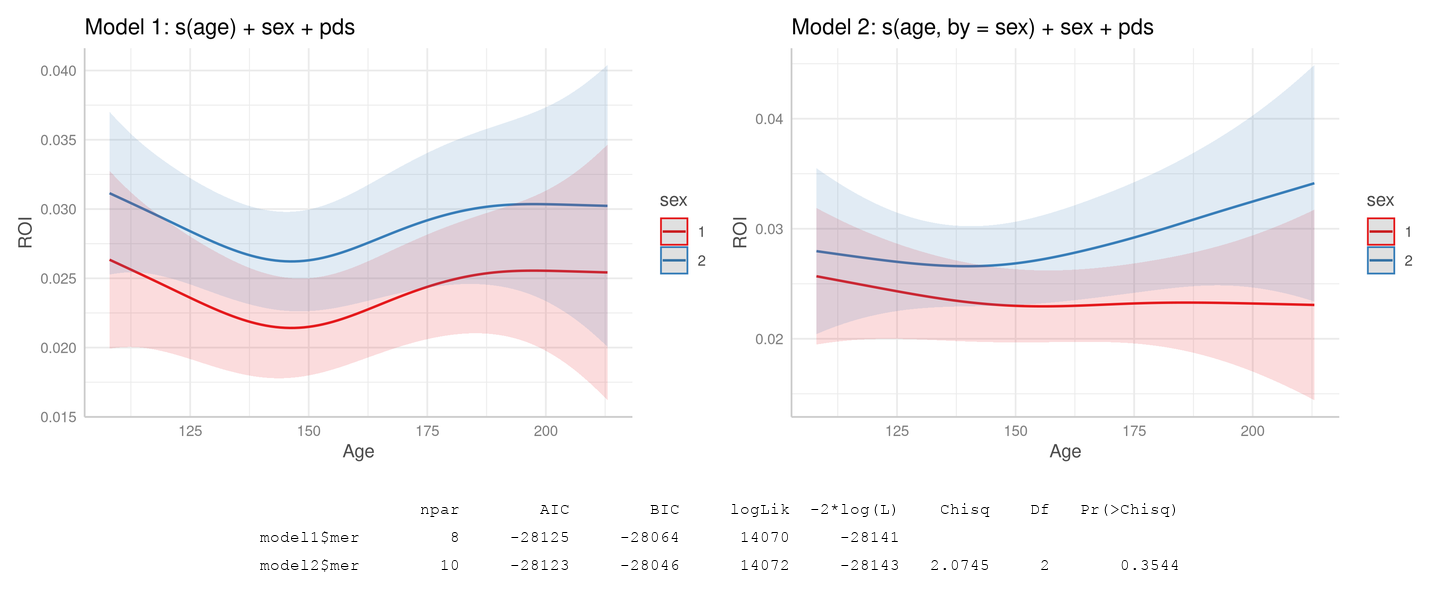 Model 1: s(age) + sex + pds
0.040
0.035
0.030
0.025
0.020
0.015
ROI
125 150 175 200
Age
sex
1
2
Model 2: s(age, by = sex) + sex + pds
0.04
0.03
0.02
ROI
125 150 175 200
Age
sex
1
2
npar AIC BIC logLik -2*log(L) Chisq Df Pr(>Chisq)
model1$mer 8 -28125 -28064 14070 -28141
model2$mer 10 -28123 -28046 14072 -28143 2.0745 2 0.3544